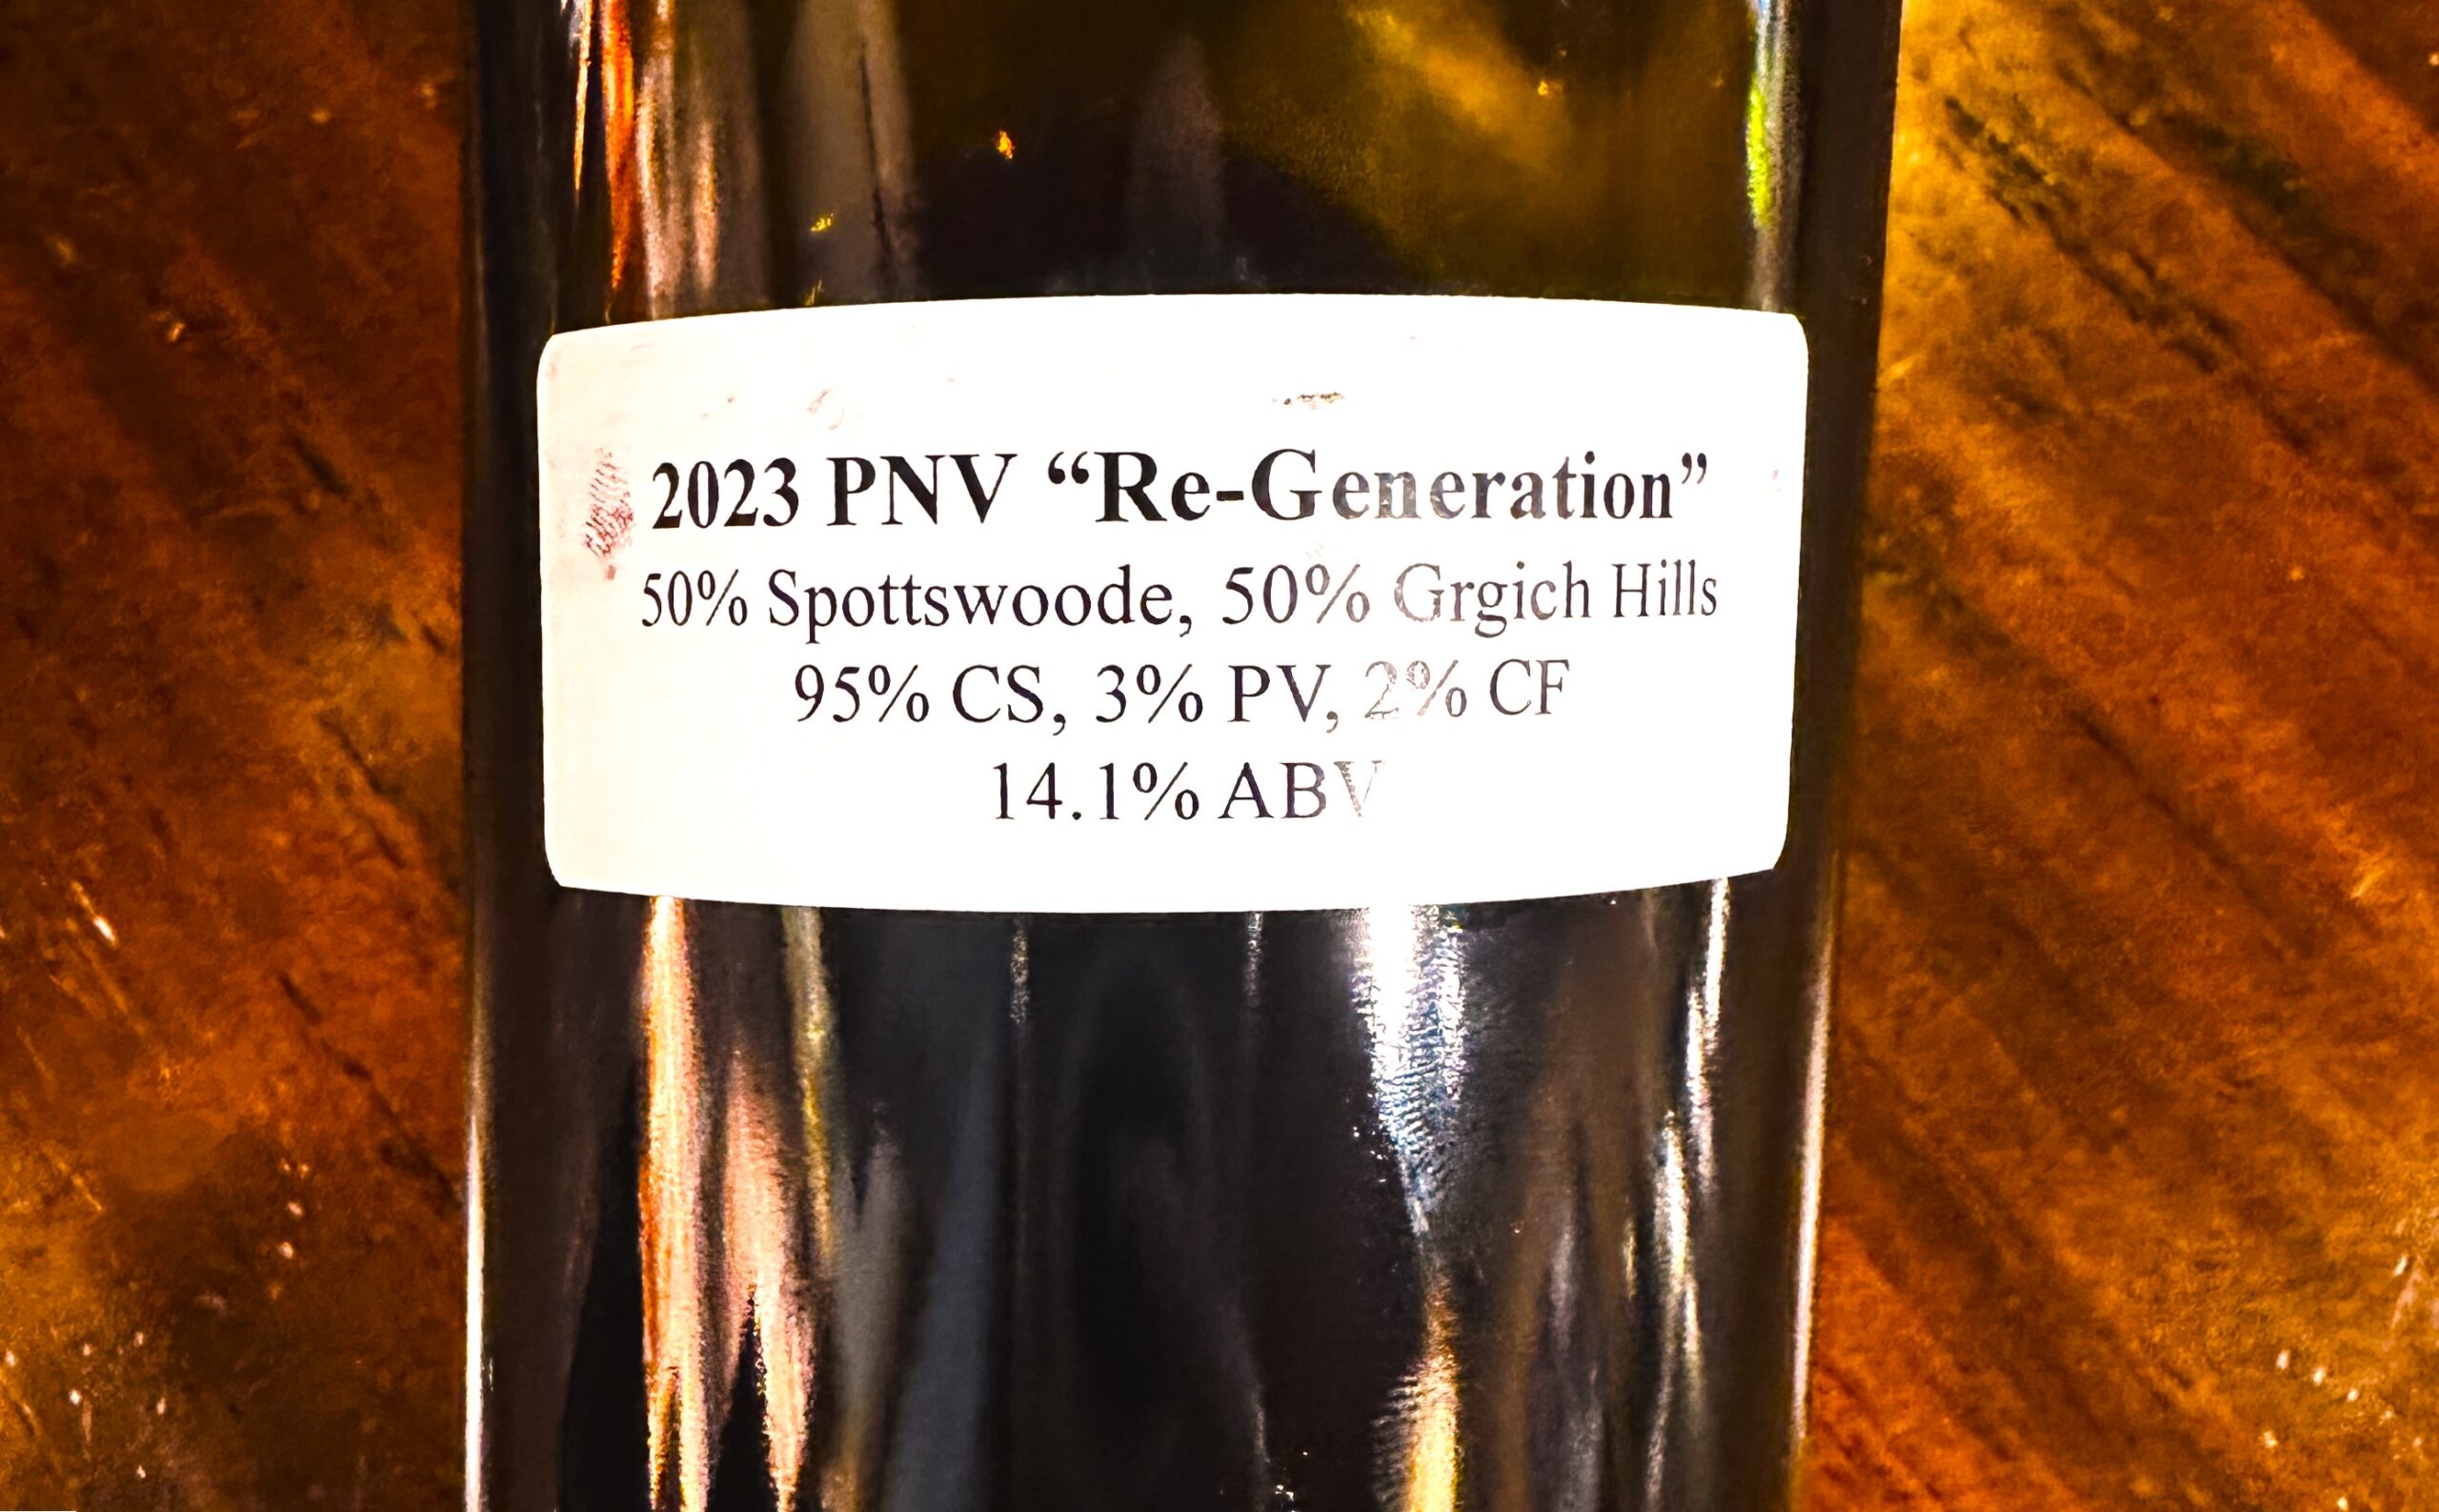 2023 PNV “Re-Generation”
50% Spottswoode, 50% Grgich Hills
95% CS, 3% PV, 2% CF
14.1% ABV